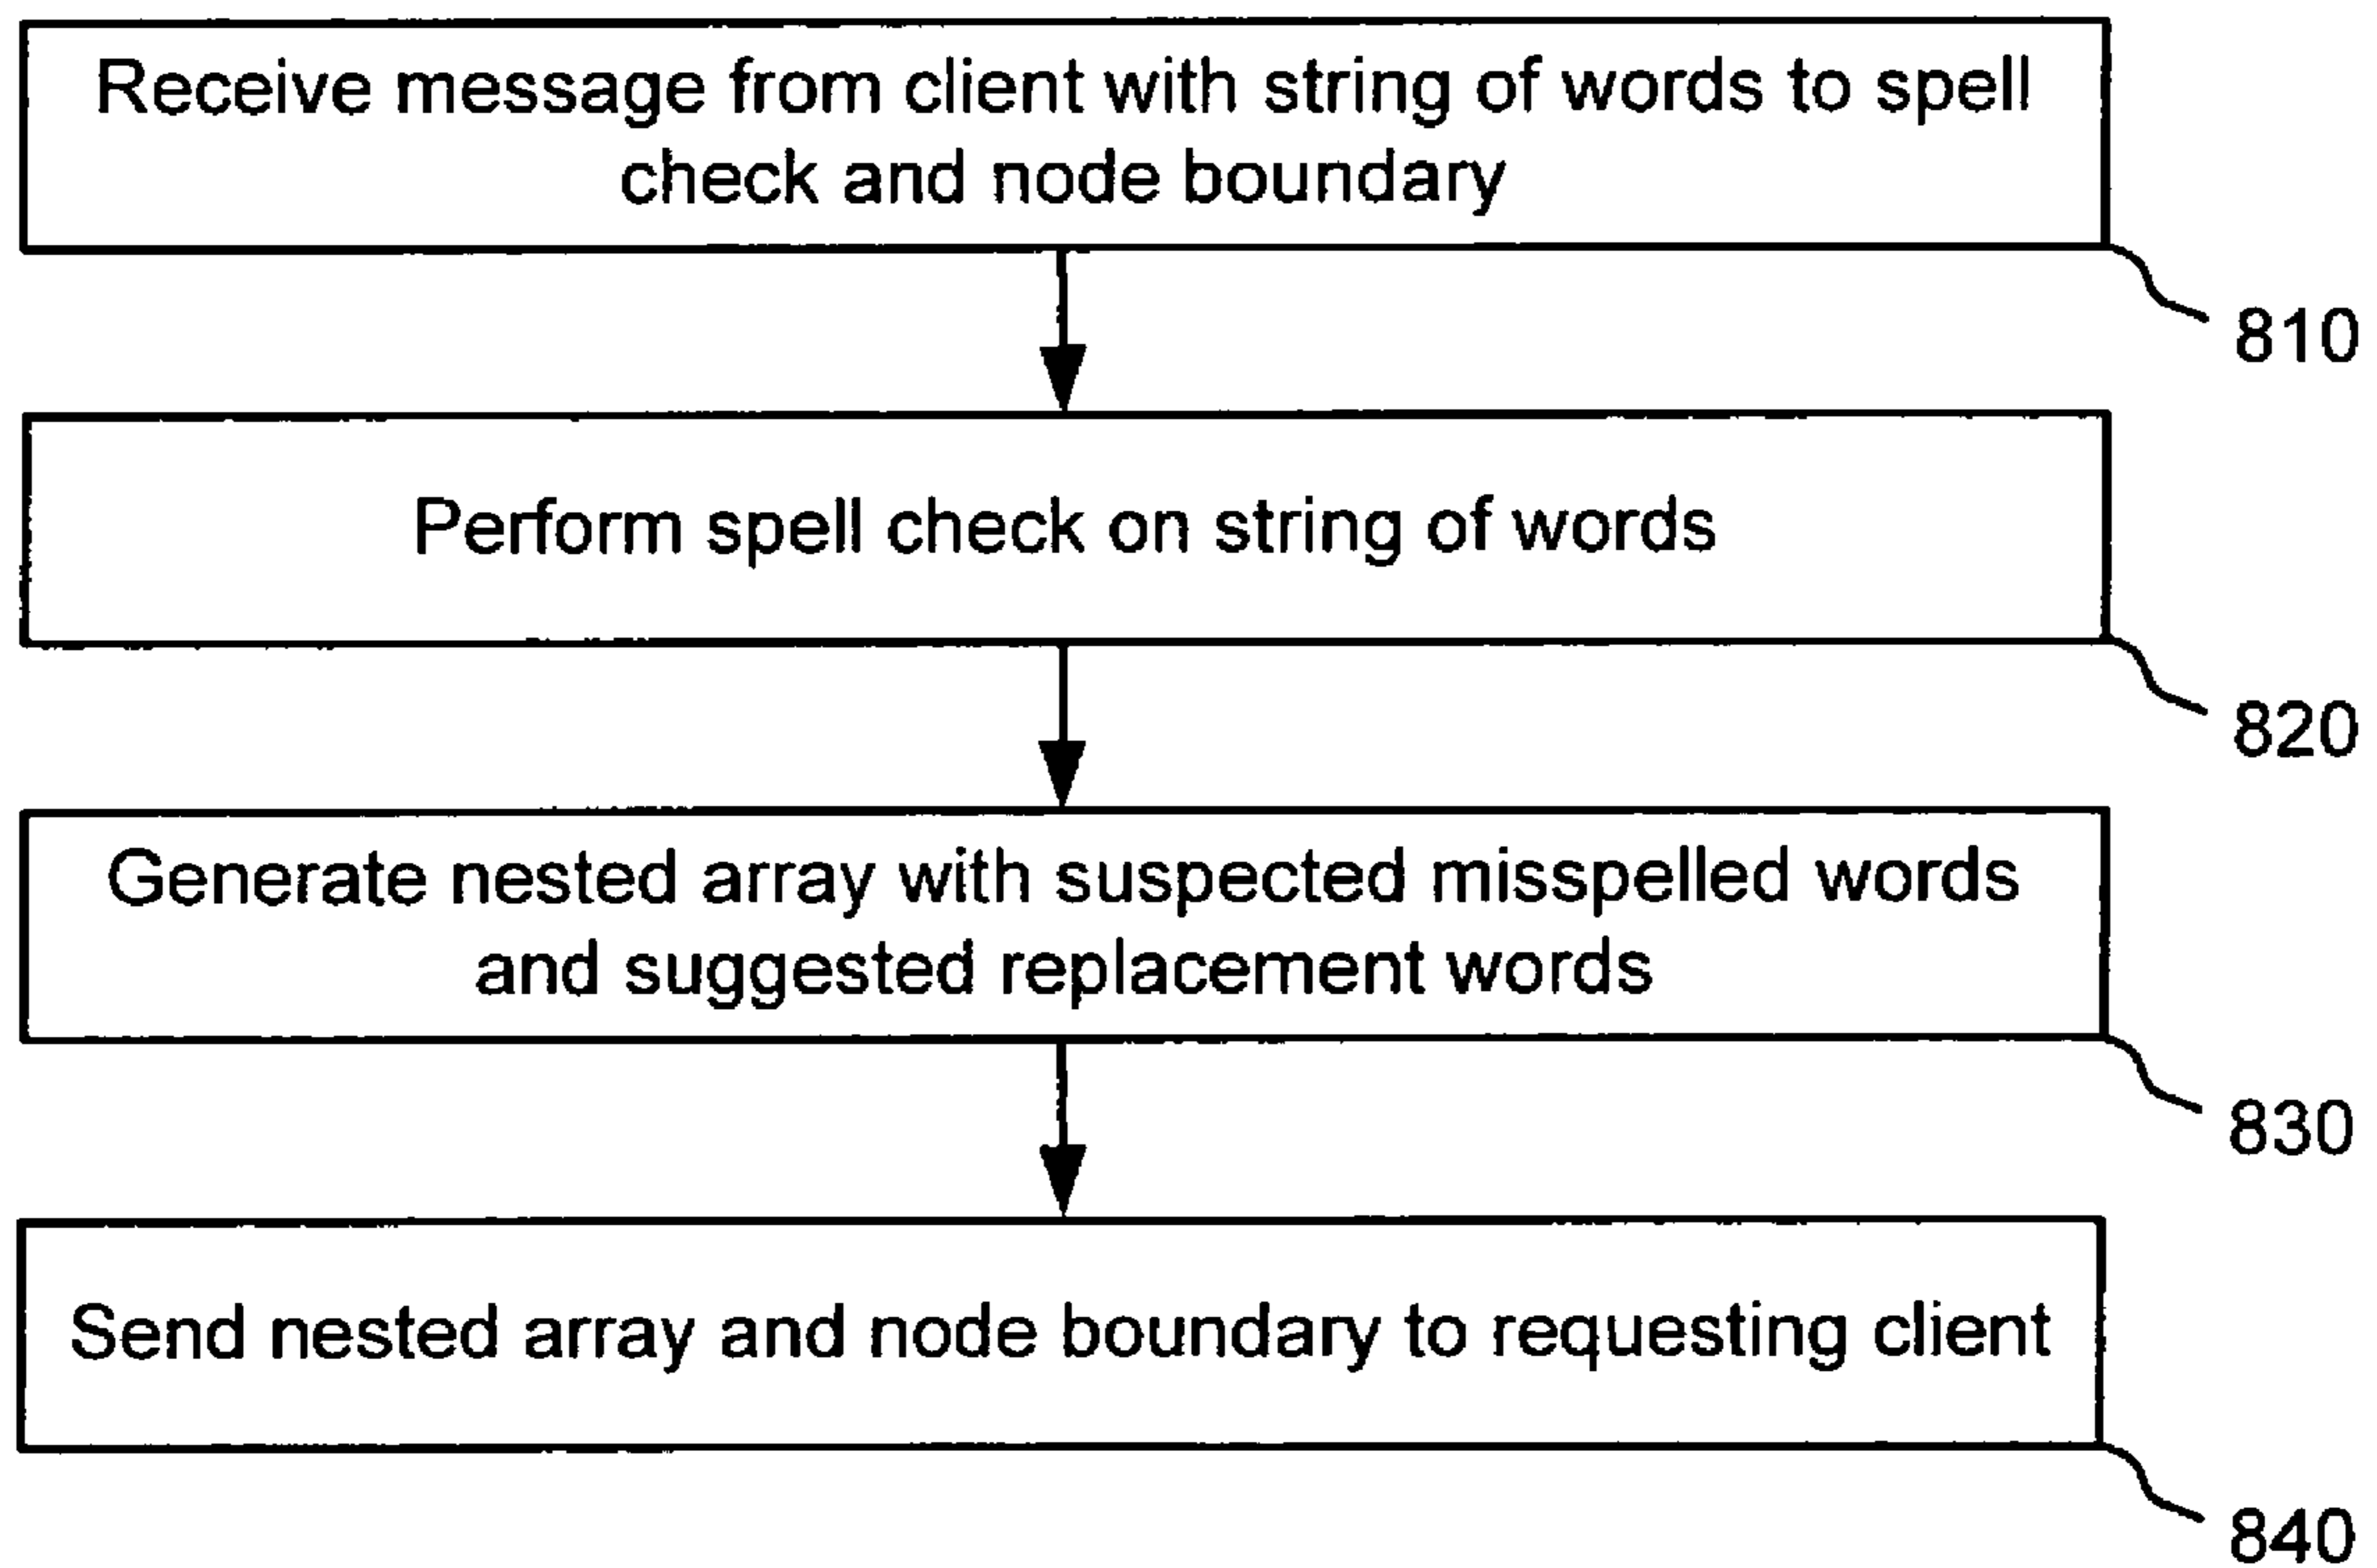 Receive message from client with string of words to spell
check and node boundary
810
Perform spell check on string of words
820
Generate nested array with suspected misspelled words
and suggested replacement words
830
Send nested array and node boundary to requesting client
840